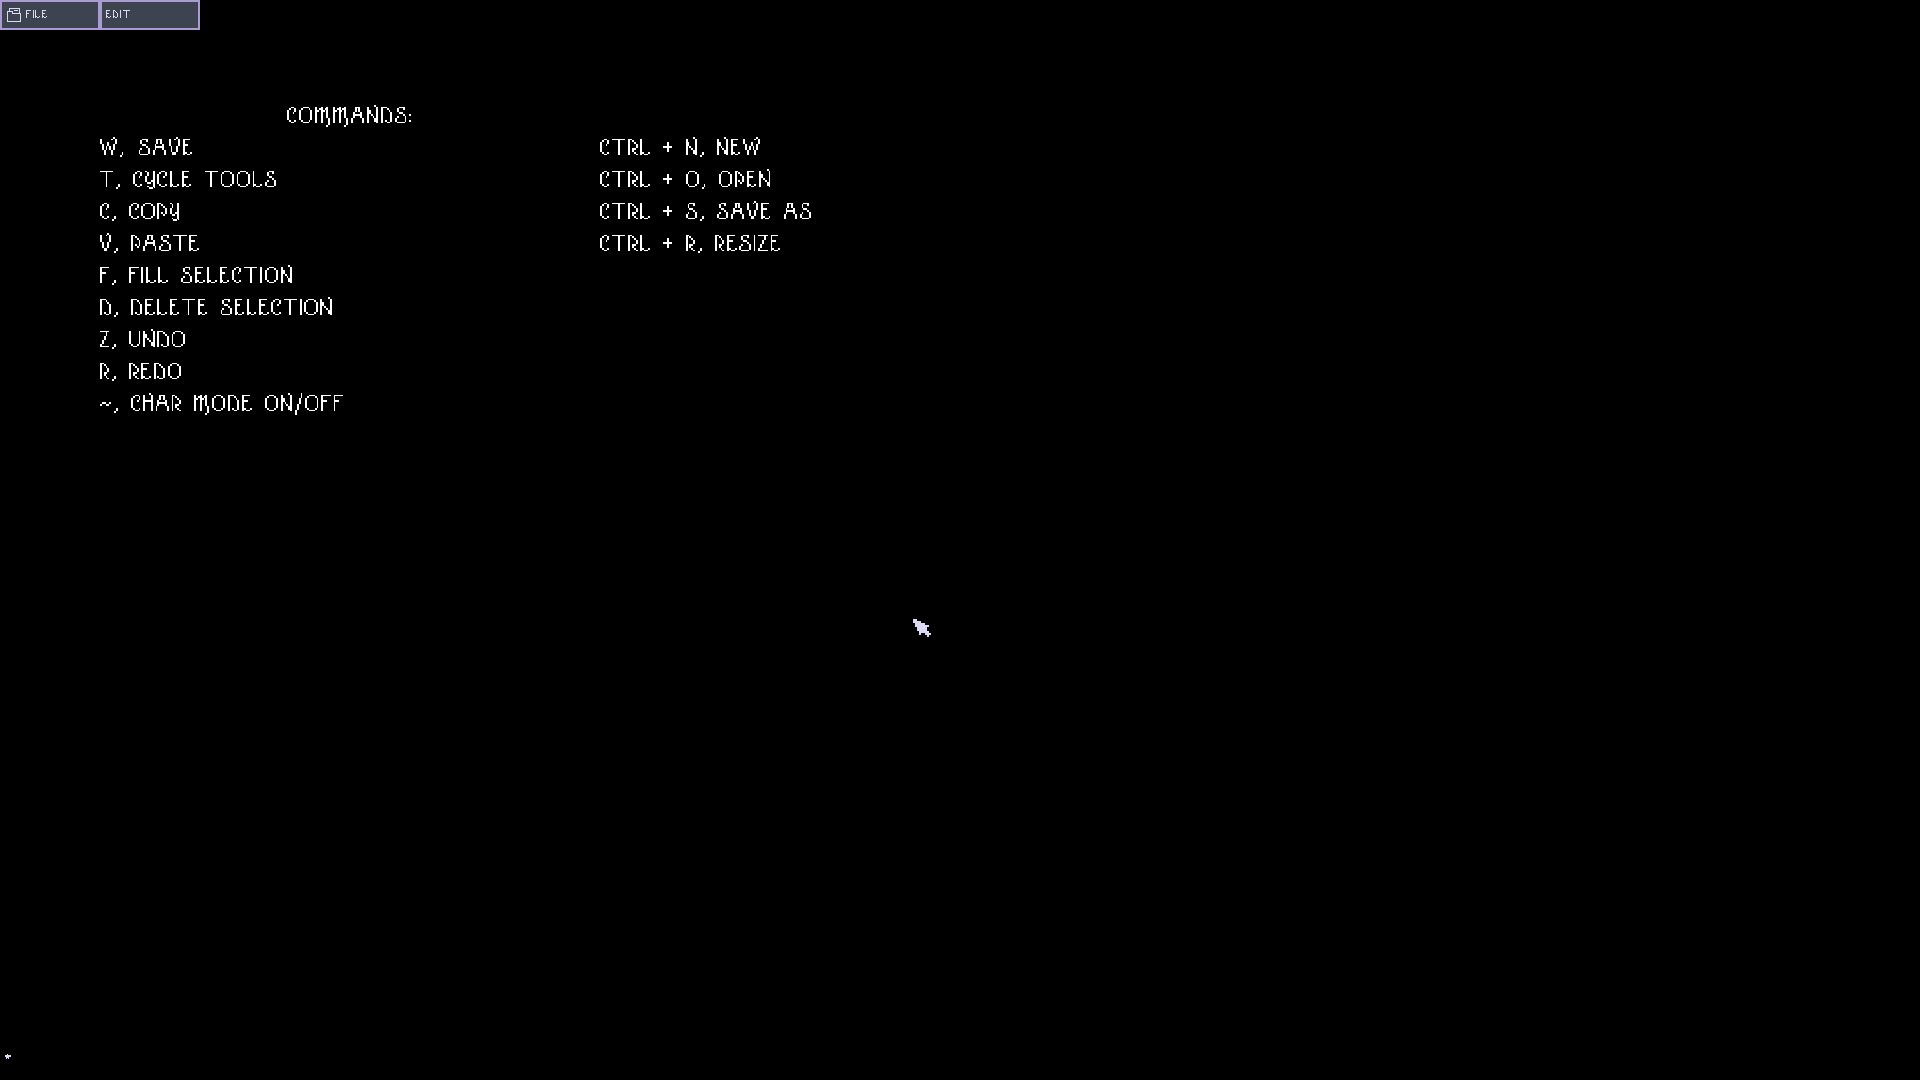 FILE EDIT
COMMANDS:
W, SAVE
T, CYCLE TOOLS
C, COPY
V, PASTE
F, FILL SELECTION
D, DELETE SELECTION
Z, UNDO
R, REDO
~, CHAR MODE ON/OFF
CTRL + N, NEW
CTRL + O, OPEN
CTRL + S, SAVE AS
CTRL + R, RESIZE
*